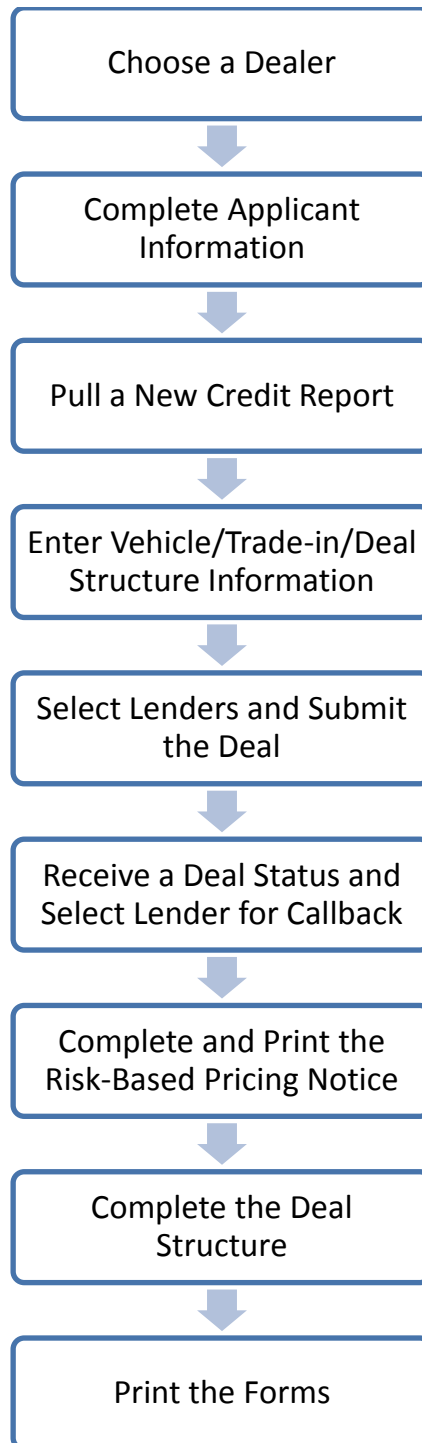 Choose a Dealer
Complete Applicant
Information
Pull a New Credit Report
Enter Vehicle/Trade-in/Deal
Structure Information
Select Lenders and Submit
the Deal
Receive a Deal Status and
Select Lender for Callback
Complete and Print the
Risk-Based Pricing Notice
Complete the Deal
Structure
Print the Forms